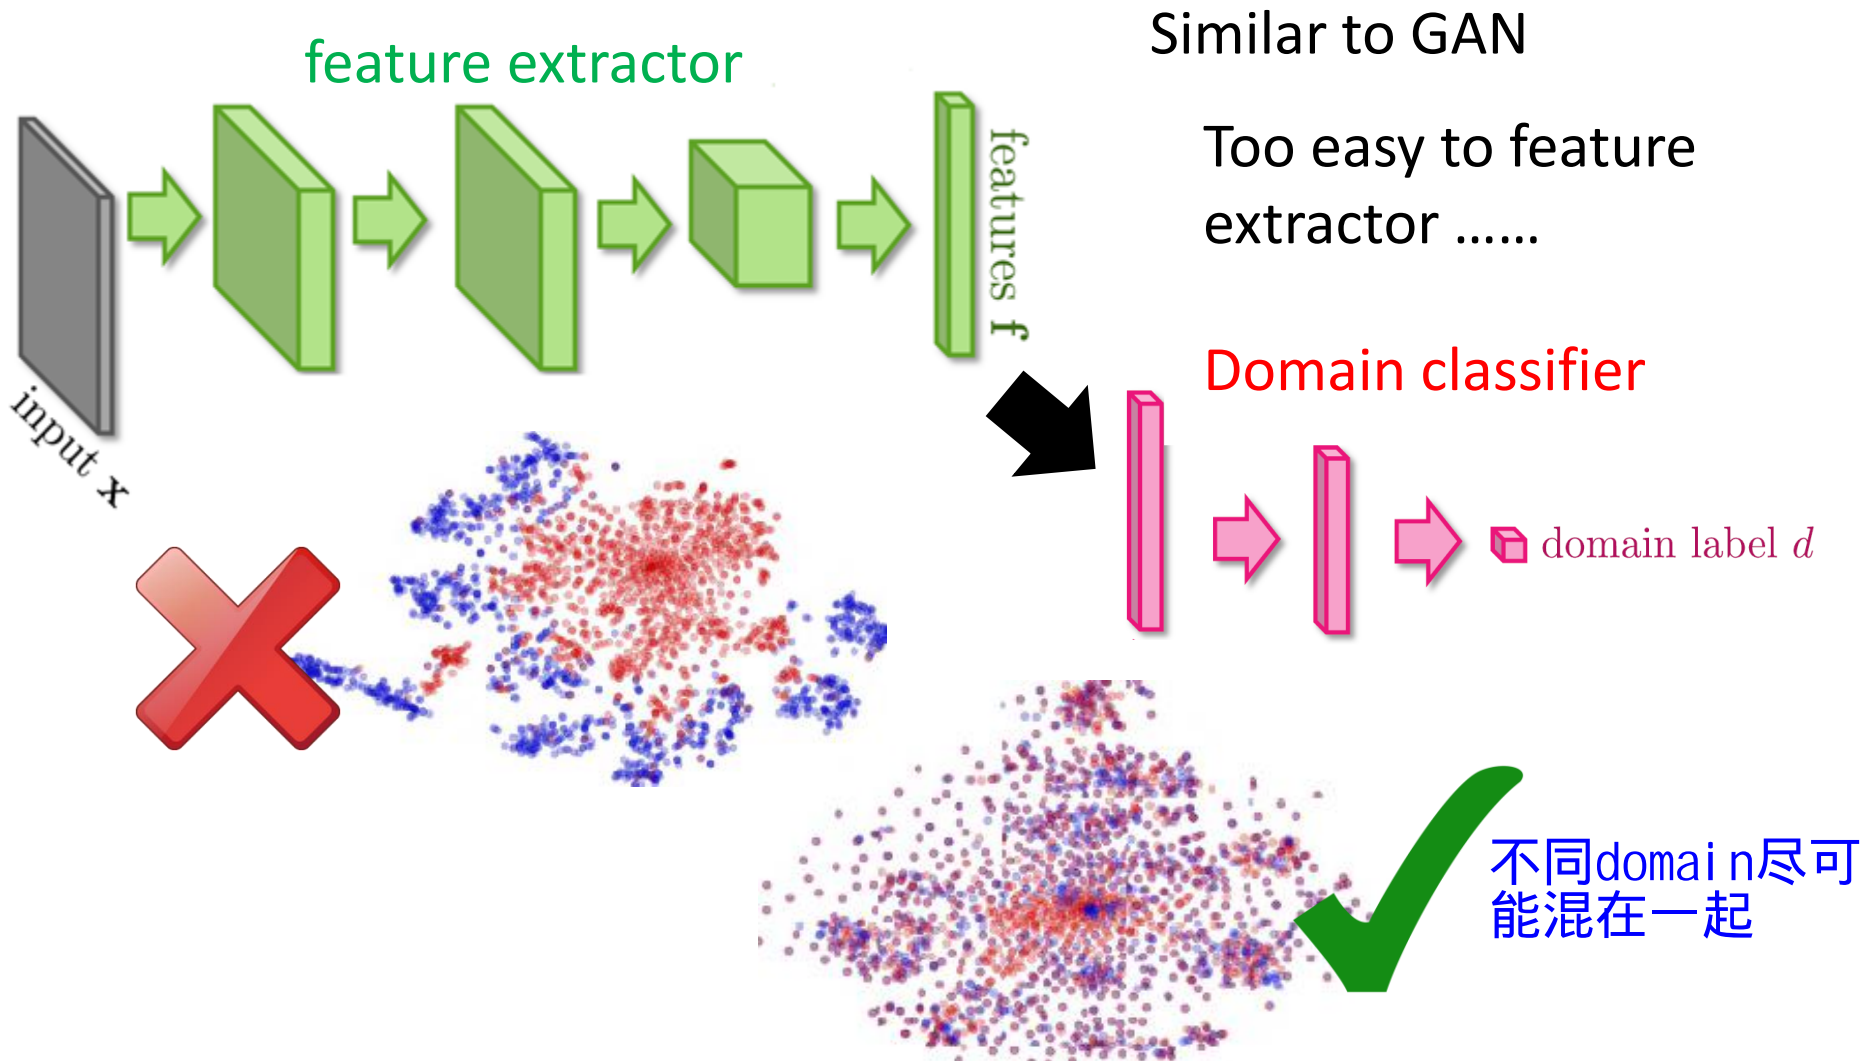 feature extractor
Similar to GAN
Too easy to feature
extractor ……
features f
input x
Domain classifier
domain label d
不同domain尽可
能混在一起